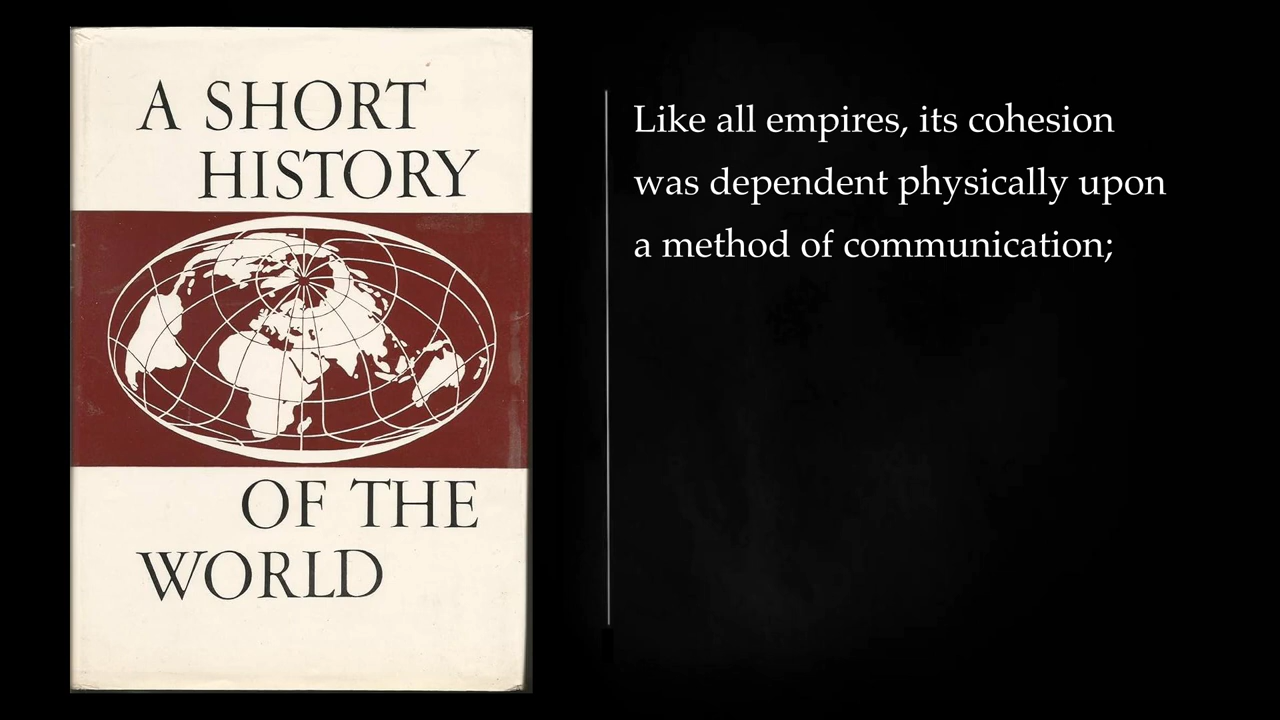 A SHORT
HISTORY
OF THE
WORLD
Like all empires, its cohesion
was dependent physically upon
a method of communication;